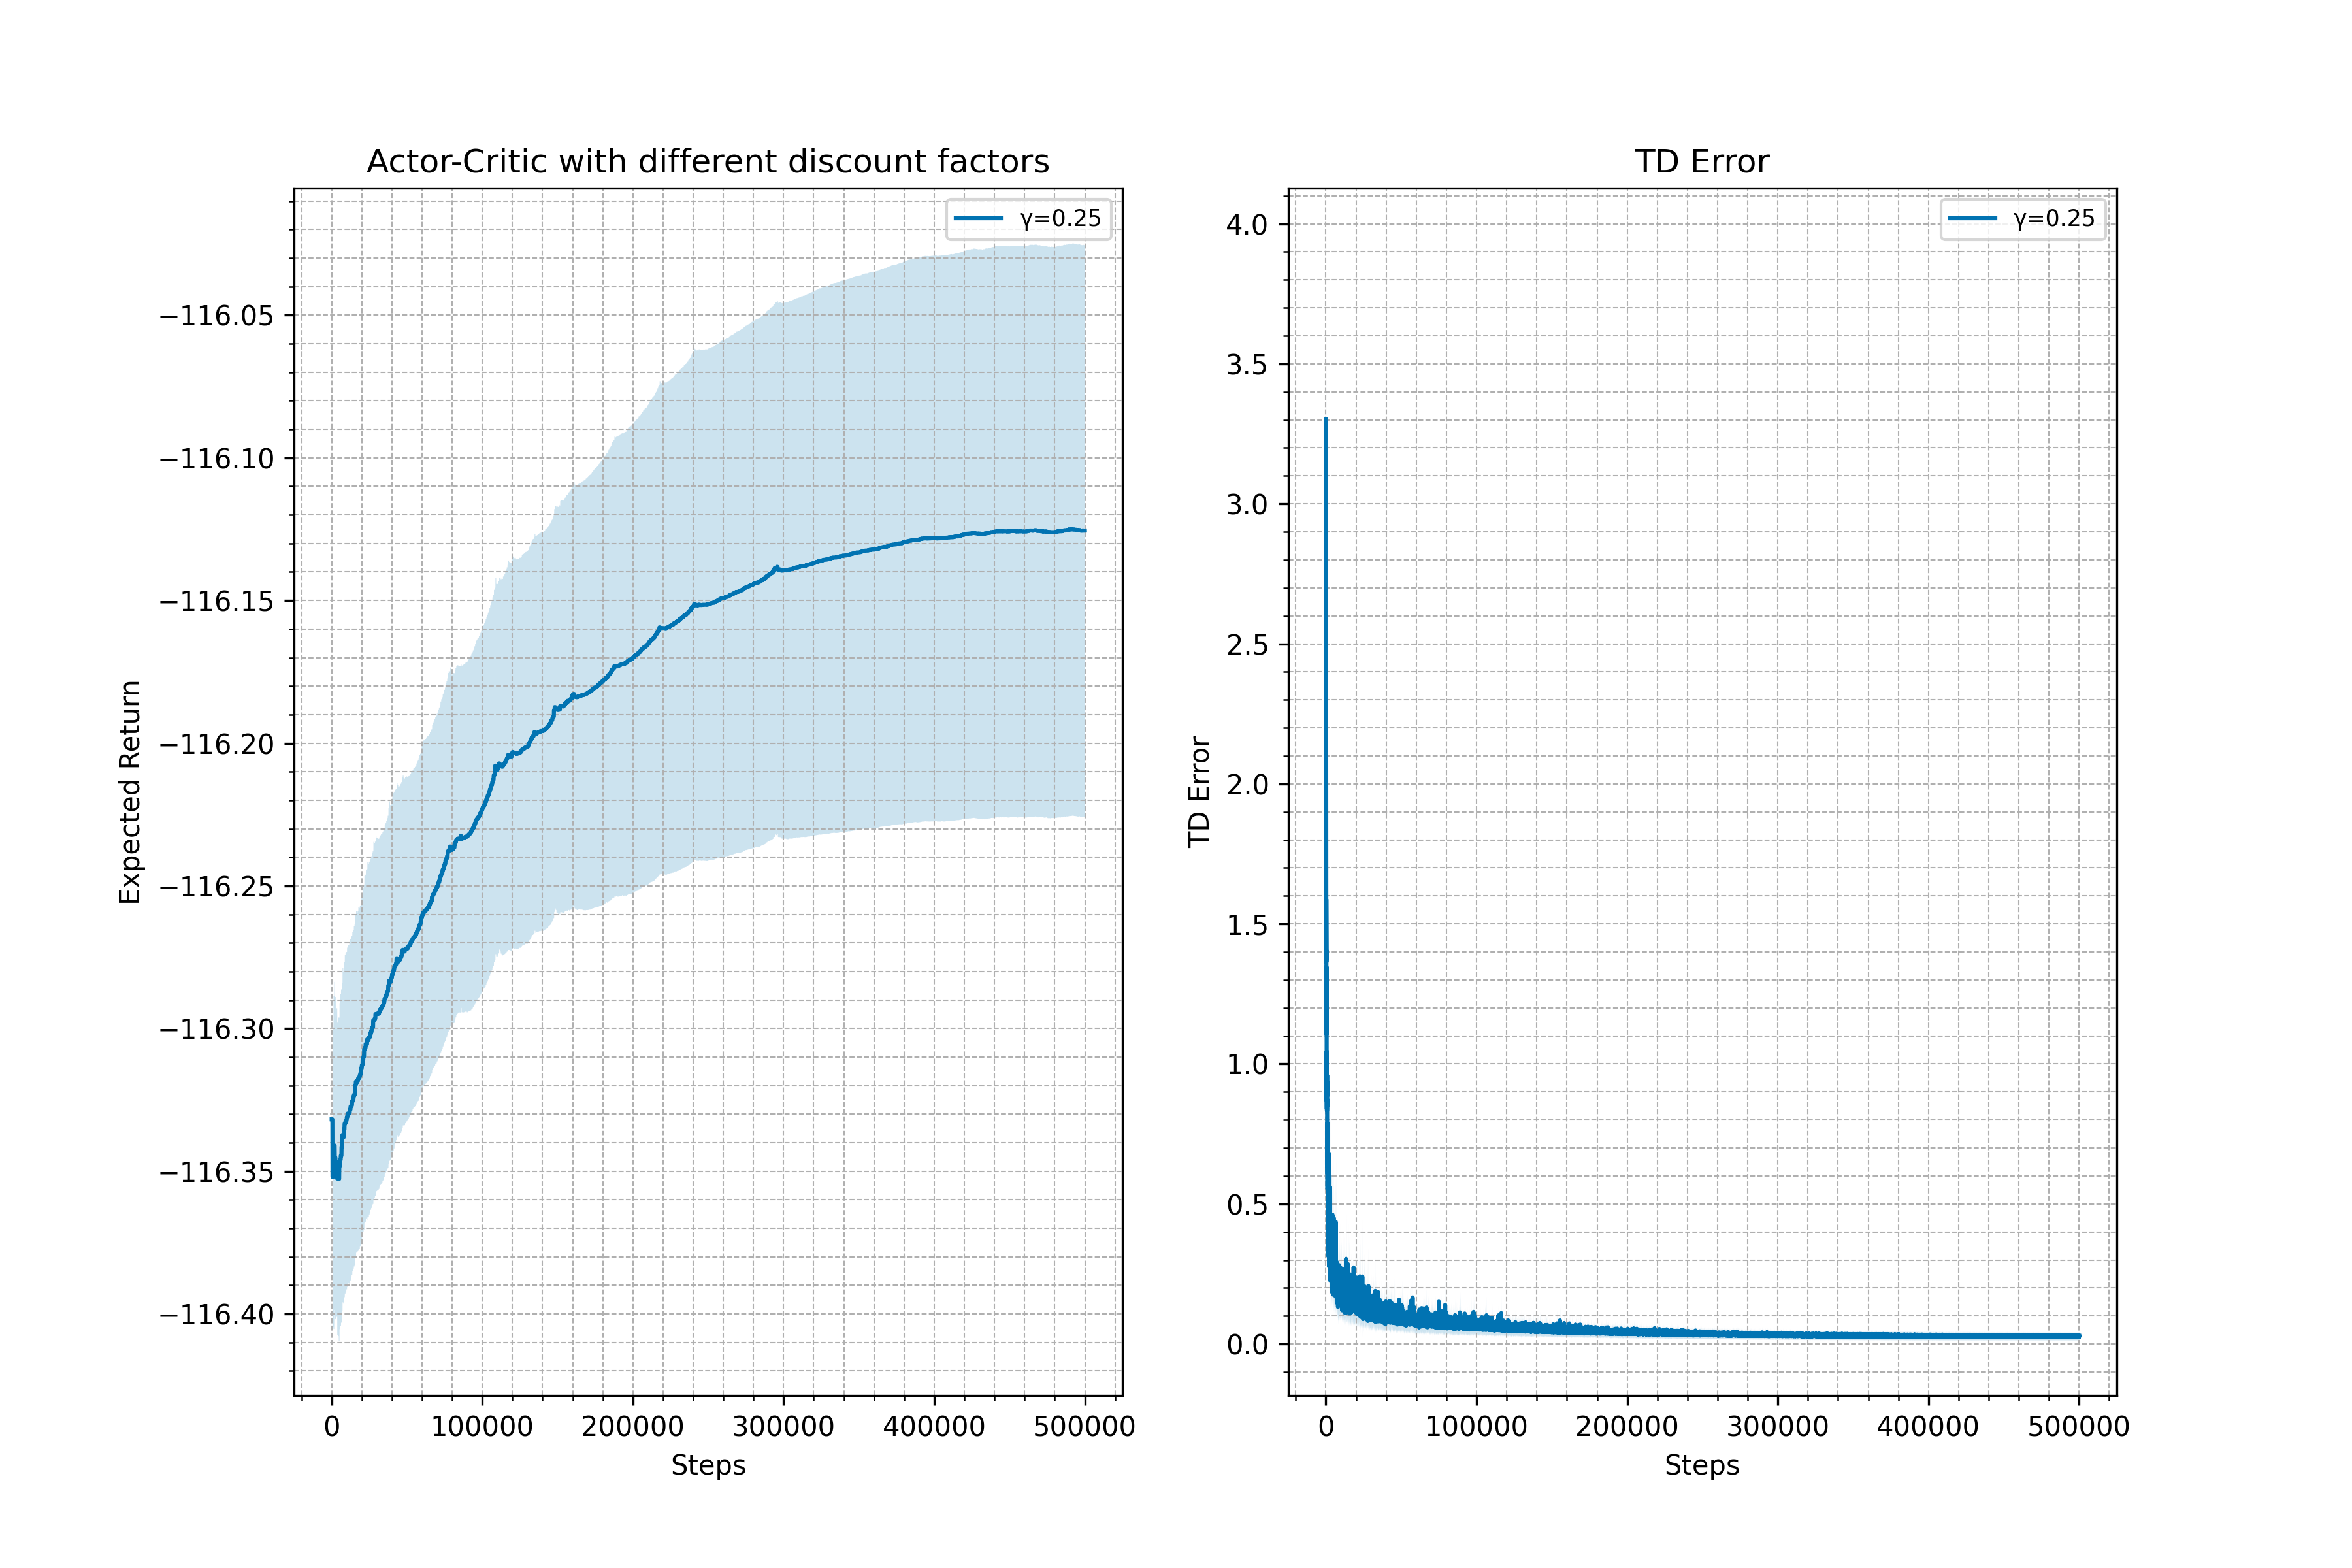 Actor-Critic with different discount factors
γ=0.25
Expected Return
−116.05
−116.10
−116.15
−116.20
−116.25
−116.30
−116.35
−116.40
0 100000 200000 300000 400000 500000
Steps
TD Error
γ=0.25
TD Error
4.0
3.5
3.0
2.5
2.0
1.5
1.0
0.5
0.0
0 100000 200000 300000 400000 500000
Steps